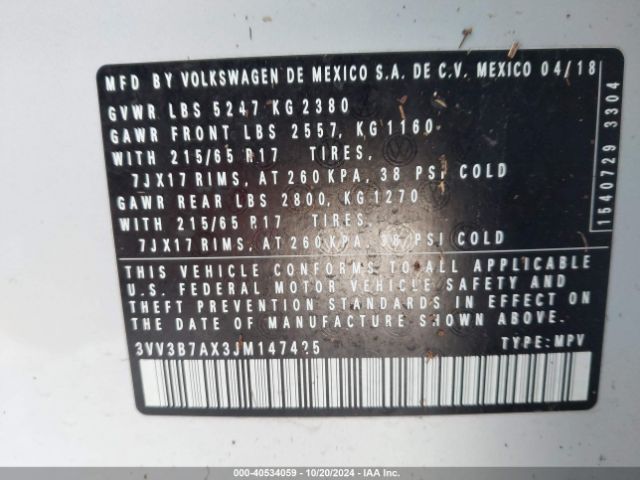 MFD BY VOLKSWAGEN DE MEXICO S.A. DE C.V. MEXICO 04/18
GVWR LBS 5247 KG 2380
GAWR FRONT LBS 2557, KG 1160
WITH 215/65 R17 TIRES,
7JX17 RIMS, AT 260 KPA, 38 PSI COLD
GAWR REAR LBS 2800, KG 1270
WITH 215/65 R17 TIRES,
7JX17 RIMS, AT 260 KPA, 38 PSI COLD
THIS VEHICLE CONFORMS TO ALL APPLICABLE
U.S. FEDERAL MOTOR VEHICLE SAFETY AND
THEFT PREVENTION STANDARDS IN EFFECT ON
THE DATE OF MANUFACTURE SHOWN ABOVE.
TYPE:MPV
1540729 3304
000-40534059 - 10/20/2024 - IAA Inc.